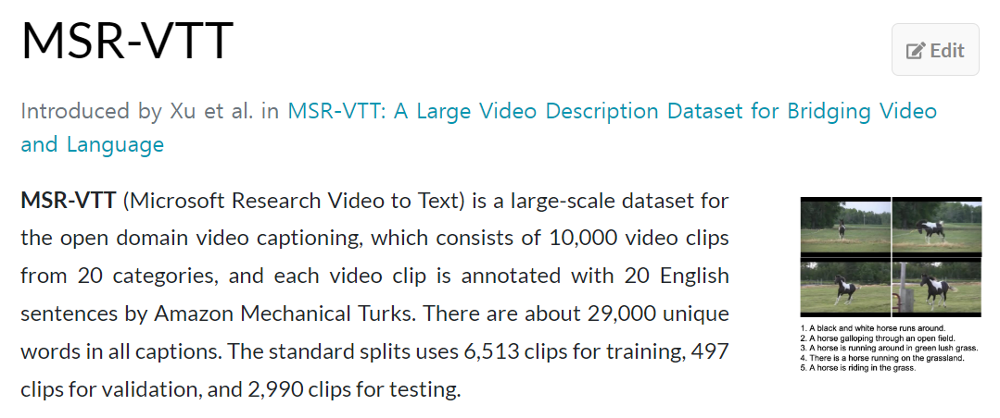 MSR-VTT
Edit
Introduced by Xu et al. in MSR-VTT: A Large Video Description Dataset for Bridging Video
and Language
MSR-VTT (Microsoft Research Video to Text) is a large-scale dataset for
the open domain video captioning, which consists of 10,000 video clips
from 20 categories, and each video clip is annotated with 20 English
sentences by Amazon Mechanical Turks. There are about 29,000 unique
words in all captions. The standard splits uses 6,513 clips for training, 497
clips for validation, and 2,990 clips for testing.
1. A black and white horse runs around.
2. A horse galloping through an open field.
3. A horse is running around in green lush grass.
4. There is a horse running on the grassland.
5. A horse is riding in the grass.